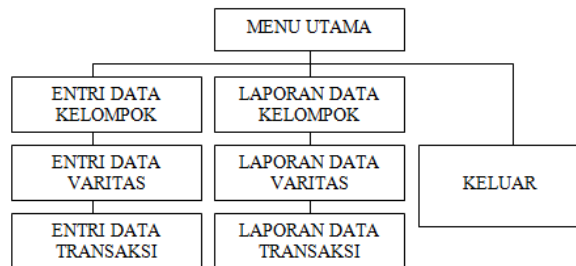 MENU UTAMA
ENTRI DATA
KELOMPOK
LAPORAN DATA
KELOMPOK
ENTRI DATA
VARITAS
LAPORAN DATA
VARITAS
KELUAR
ENTRI DATA
TRANSAKSI
LAPORAN DATA
TRANSAKSI